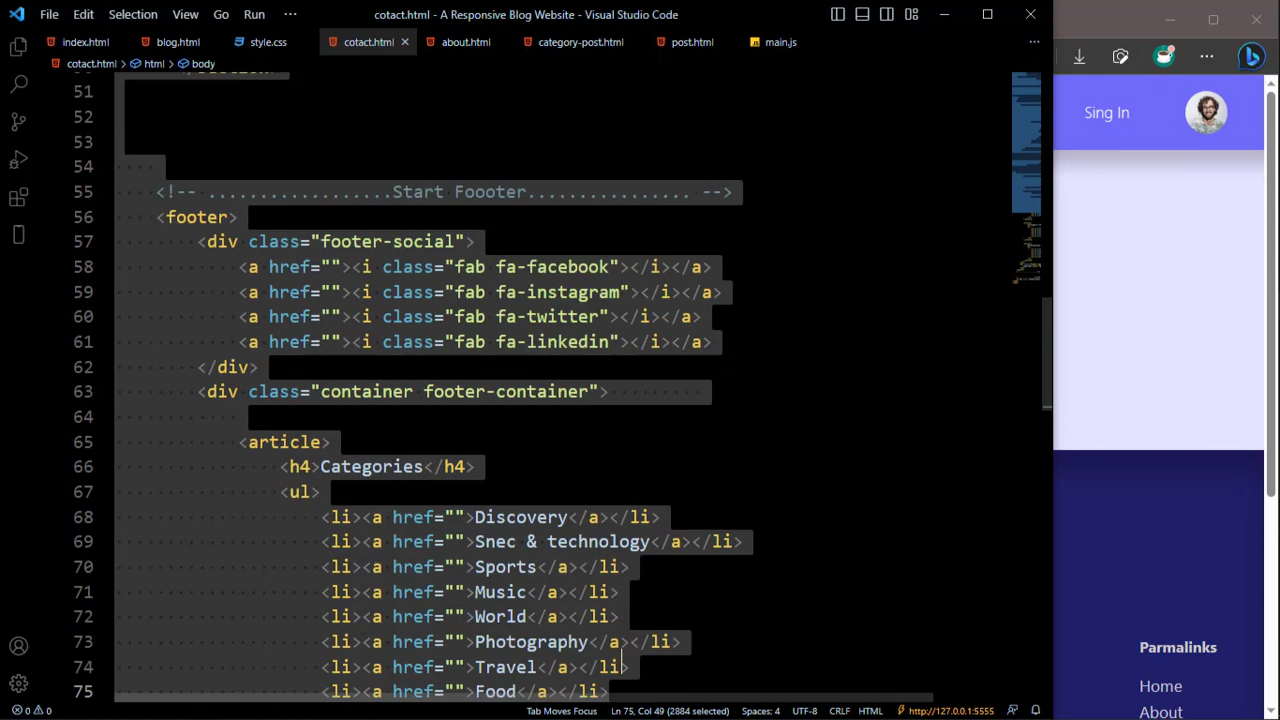 File Edit Selection View Go Run ··· cotact.html - A Responsive Blog Website - Visual Studio Code
index.html blog.html style.css cotact.html about.html category-post.html post.html main.js
cotact.html > html > body
51
52
53
54
55 <!-- ..................Start Foooter................ -->
56 <footer>
57 <div class="footer-social">
58 <a href=""><i class="fab fa-facebook"></i></a>
59 <a href=""><i class="fab fa-instagram"></i></a>
60 <a href=""><i class="fab fa-twitter"></i></a>
61 <a href=""><i class="fab fa-linkedin"></i></a>
62 </div>
63 <div class="container footer-container">
64
65 <article>
66 <h4>Categories</h4>
67 <ul>
68 <li><a href="">Discovery</a></li>
69 <li><a href="">Snec & technology</a></li>
70 <li><a href="">Sports</a></li>
71 <li><a href="">Music</a></li>
72 <li><a href="">World</a></li>
73 <li><a href="">Photography</a></li>
74 <li><a href="">Travel</a></li>
75 <li><a href="">Food</a></li>
0 0 Tab Moves Focus Ln 75, Col 49 (2884 selected) Spaces: 4 UTF-8 CRLF HTML http://127.0.0.1:5555
Sing In
Parmalinks
Home
About